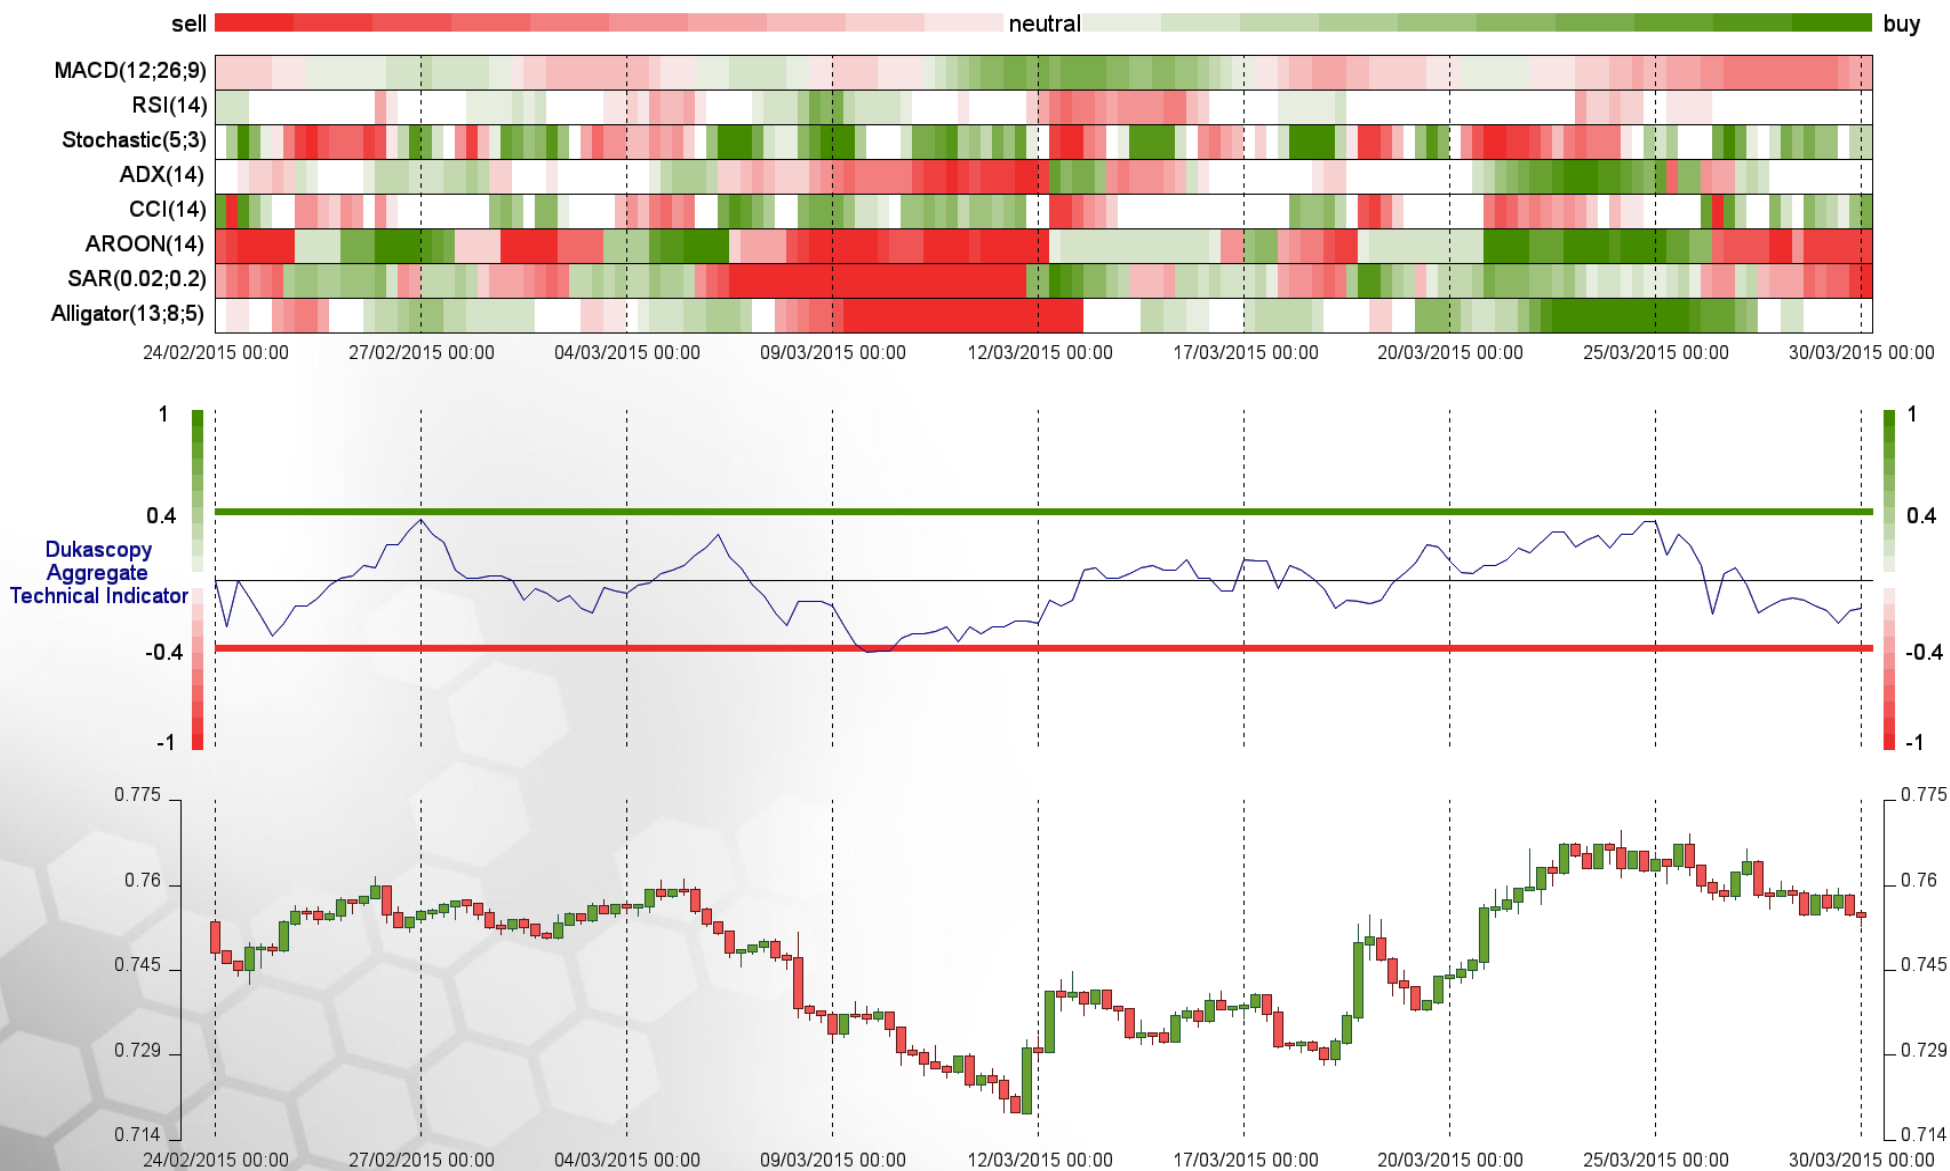 sell neutral buy
MACD(12;26;9)
RSI(14)
Stochastic(5;3)
ADX(14)
CCI(14)
AROON(14)
SAR(0.02;0.2)
Alligator(13;8;5)
24/02/2015 00:00 27/02/2015 00:00 04/03/2015 00:00 09/03/2015 00:00 12/03/2015 00:00 17/03/2015 00:00 20/03/2015 00:00 25/03/2015 00:00 30/03/2015 00:00
1 1
0.4 0.4
Dukascopy
Aggregate
Technical Indicator
-0.4 -0.4
-1 -1
0.775 0.775
0.76 0.76
0.745 0.745
0.729 0.729
0.714 0.714
24/02/2015 00:00 27/02/2015 00:00 04/03/2015 00:00 09/03/2015 00:00 12/03/2015 00:00 17/03/2015 00:00 20/03/2015 00:00 25/03/2015 00:00 30/03/2015 00:00